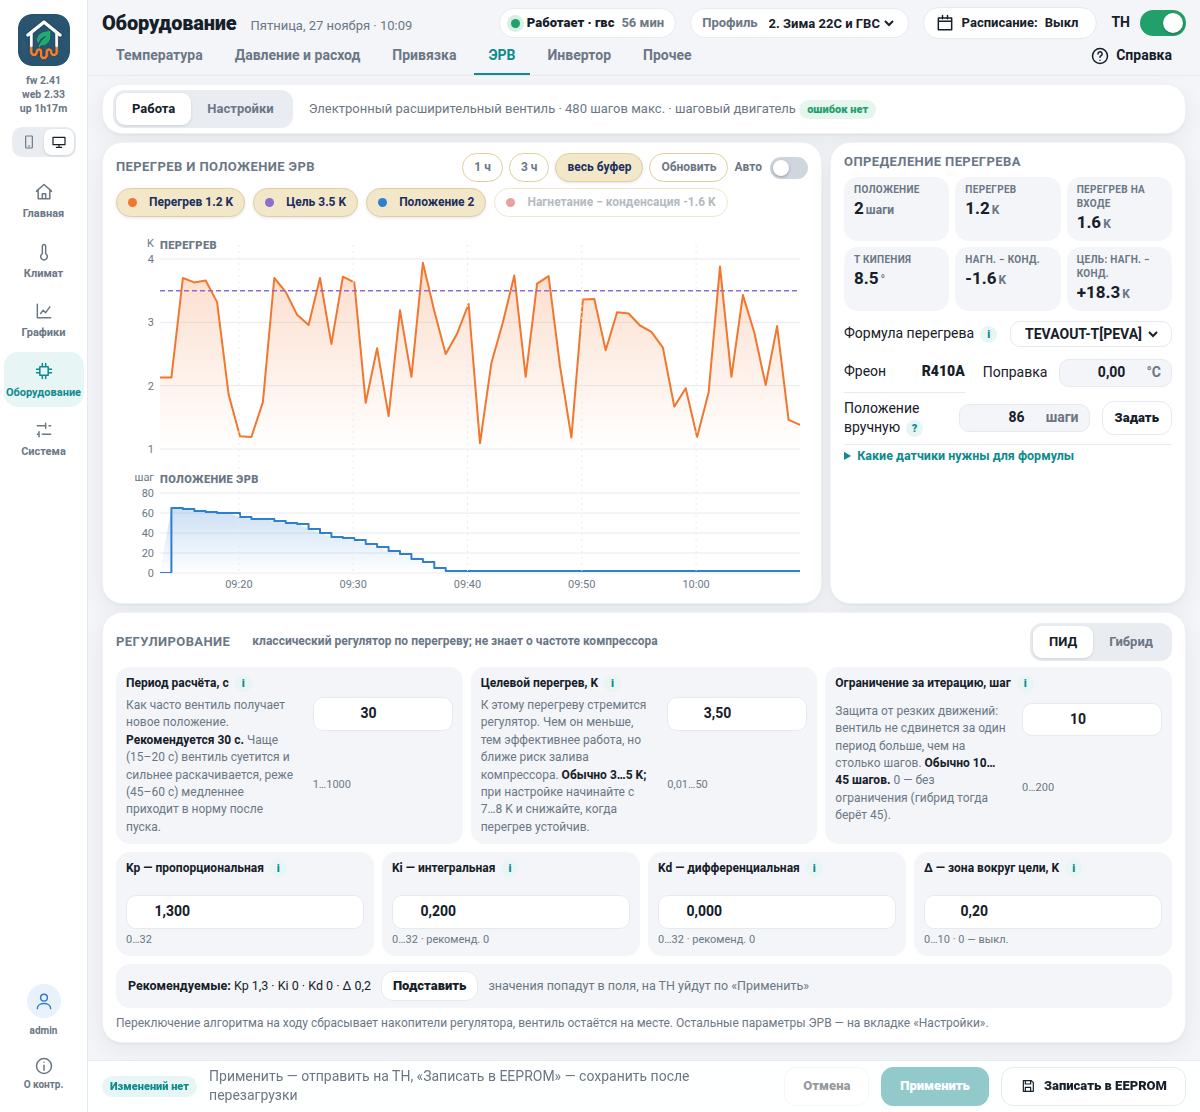 Оборудование
Пятница, 27 ноября · 10:09
Работает · гвс 56 мин
Профиль 2. Зима 22С и ГВС
Расписание: Выкл
ТН
fw 2.41
web 2.33
up 1h17m
Температура
Давление и расход
Привязка
ЭРВ
Инвертор
Прочее
Справка
Главная
Климат
Графики
Оборудование
Система
admin
О контр.
Работа
Настройки
Электронный расширительный вентиль · 480 шагов макс. · шаговый двигатель
ошибок нет
ПЕРЕГРЕВ И ПОЛОЖЕНИЕ ЭРВ
1 ч
3 ч
весь буфер
Обновить
Авто
Перегрев 1.2 K
Цель 3.5 K
Положение 2
Нагнетание − конденсация -1.6 K
K ПЕРЕГРЕВ
4
3
2
1
шаг ПОЛОЖЕНИЕ ЭРВ
80
60
40
20
0
09:20
09:30
09:40
09:50
10:00
ОПРЕДЕЛЕНИЕ ПЕРЕГРЕВА
ПОЛОЖЕНИЕ
2 шаги
ПЕРЕГРЕВ
1.2 K
ПЕРЕГРЕВ НА
ВХОДЕ
1.6 K
Т КИПЕНИЯ
8.5 °
НАГН. − КОНД.
-1.6 K
ЦЕЛЬ: НАГН. −
КОНД.
+18.3 K
Формула перегрева i
TEVAOUT-T[PEVA]
Фреон R410A
Поправка 0,00 °C
Положение
вручную ?
86 шаги
Задать
Какие датчики нужны для формулы
РЕГУЛИРОВАНИЕ
классический регулятор по перегреву; не знает о частоте компрессора
ПИД
Гибрид
Период расчёта, с i
Как часто вентиль получает
новое положение.
Рекомендуется 30 с. Чаще
(15–20 с) вентиль суетится и
сильнее раскачивается, реже
(45–60 с) медленнее
приходит в норму после
пуска.
30
1…1000
Целевой перегрев, K i
К этому перегреву стремится
регулятор. Чем он меньше,
тем эффективнее работа, но
ближе риск залива
компрессора. Обычно 3…5 K;
при настройке начинайте с
7…8 K и снижайте, когда
перегрев устойчив.
3,50
0,01…50
Ограничение за итерацию, шаг i
Защита от резких движений:
вентиль не сдвинется за один
период больше, чем на
столько шагов. Обычно 10…
45 шагов. 0 — без
ограничения (гибрид тогда
берёт 45).
10
0…200
Kp — пропорциональная i
1,300
0…32
Ki — интегральная i
0,200
0…32 · рекоменд. 0
Kd — дифференциальная i
0,000
0…32 · рекоменд. 0
Δ — зона вокруг цели, K i
0,20
0…10 · 0 — выкл.
Рекомендуемые: Kp 1,3 · Ki 0 · Kd 0 · Δ 0,2
Подставить
значения попадут в поля, на ТН уйдут по «Применить»
Переключение алгоритма на ходу сбрасывает накопители регулятора, вентиль остаётся на месте. Остальные параметры ЭРВ — на вкладке «Настройки».
Изменений нет
Применить — отправить на ТН, «Записать в EEPROM» — сохранить после
перезагрузки
Отмена
Применить
Записать в EEPROM